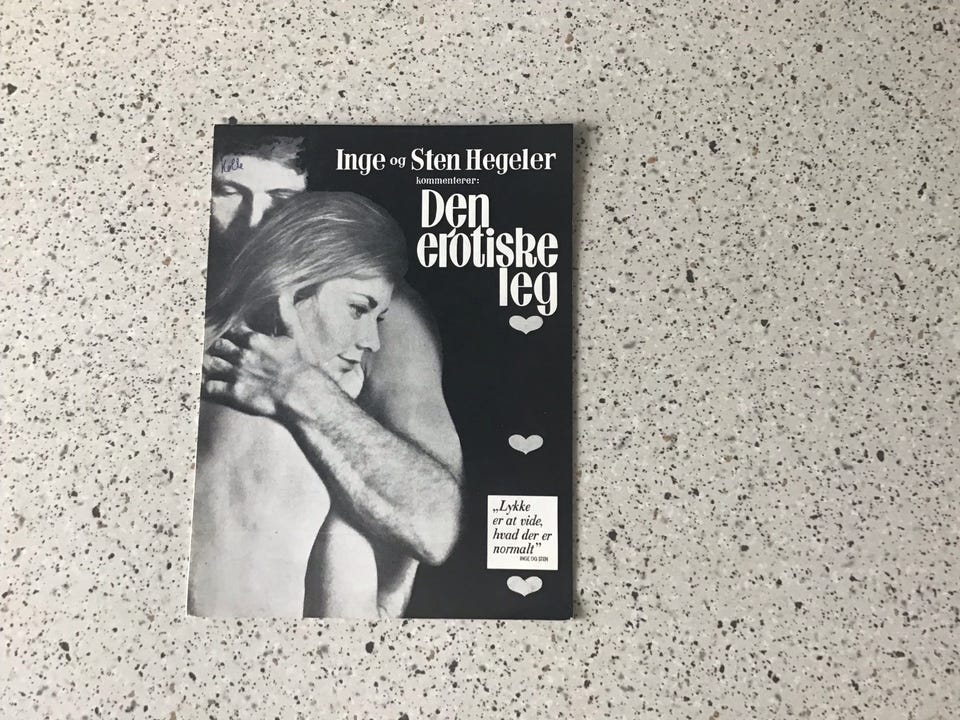 Kolle
Inge og Sten Hegeler
kommenterer:
Den
erotiske
leg
„Lykke
er at vide,
hvad der er
normalt”
INGE OG STEN